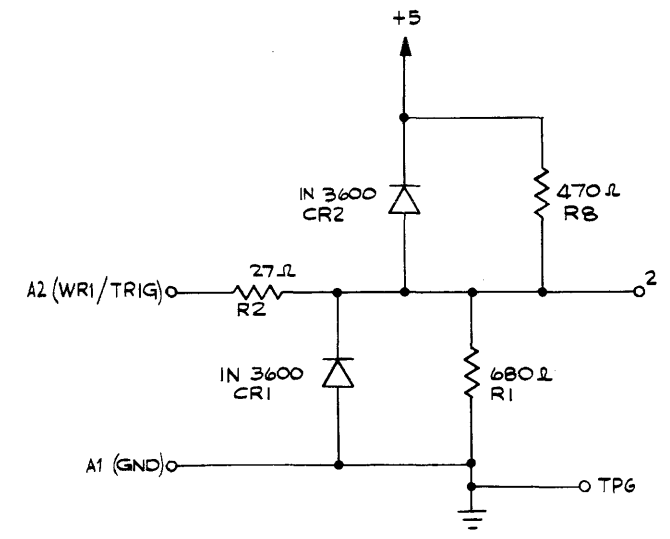 +5
IN 3600
CR2
470Ω
R8
A2 (WR1/TRIG)
27Ω
R2
2
IN 3600
CR1
680Ω
R1
A1 (GND)
TPG